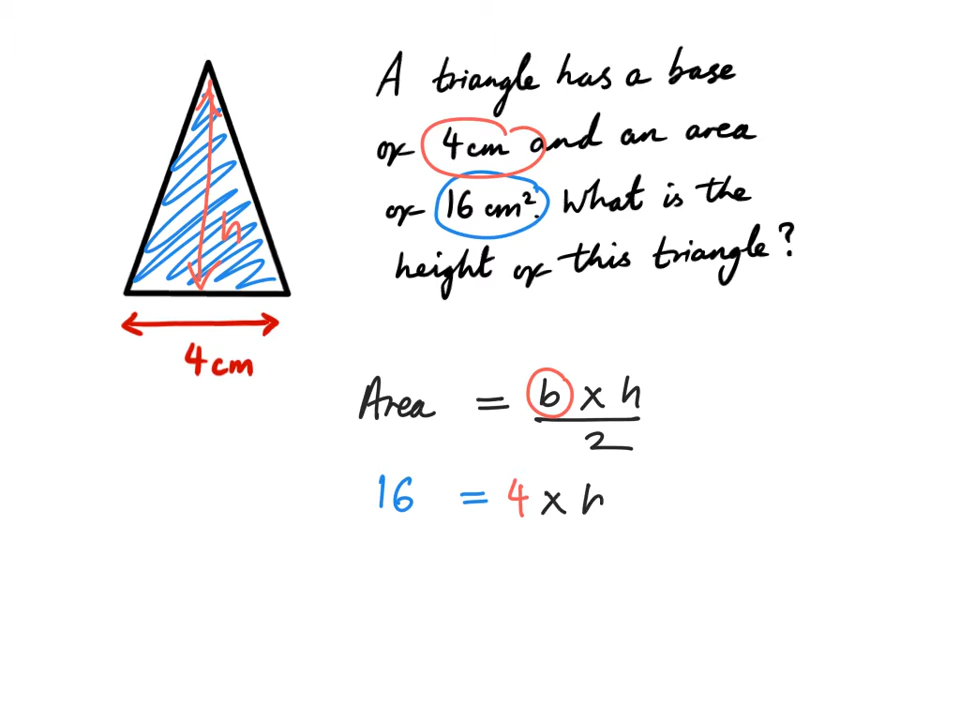 A triangle has a base
of 4cm and an area
of 16 cm². What is the
height of this triangle?
h
4cm
Area = b x h
2
16 = 4 x h